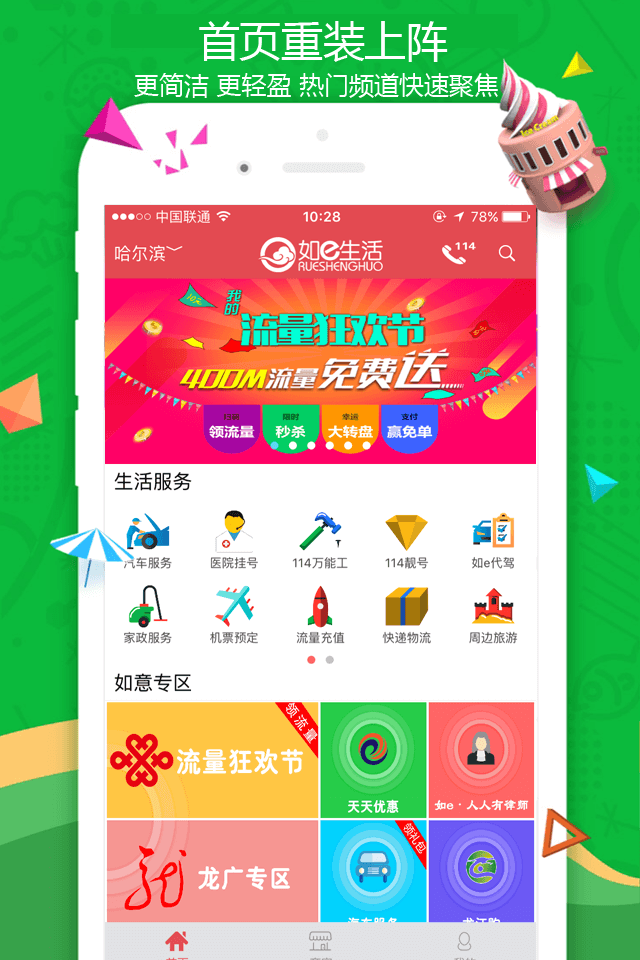 首页重装上阵
更简洁 更轻盈 热门频道快速聚焦
Ice Cream
中国联通 10:28 78%
哈尔滨 如e生活 114
RUESHENGHUO
我的
流量狂欢节
400M流量免费送
扫码 限时 幸运 支付
领流量 秒杀 大转盘 赢免单
生活服务
汽车服务 医院挂号 114万能工 114靓号 如e代驾
家政服务 机票预定 流量充值 快递物流 周边旅游
如意专区
领流量
流量狂欢节
天天优惠 如e·人人有律师
领礼包
龙广专区
首页 我的